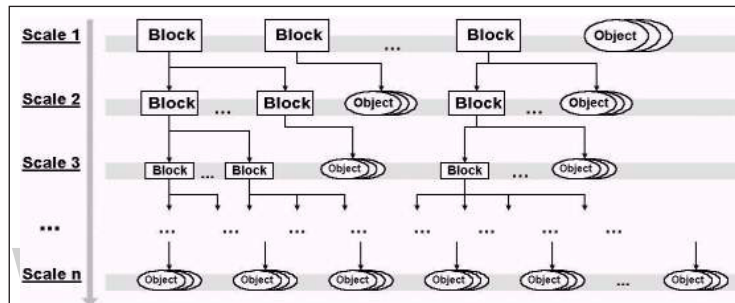 Scale 1 Block Block ... Block Object
Scale 2 Block ... Block Object Block ... Object
Scale 3 Block ... Block Object Block ... Object
... ... ... ... ... ... ... ...
Scale n Object Object Object Object Object ... Object